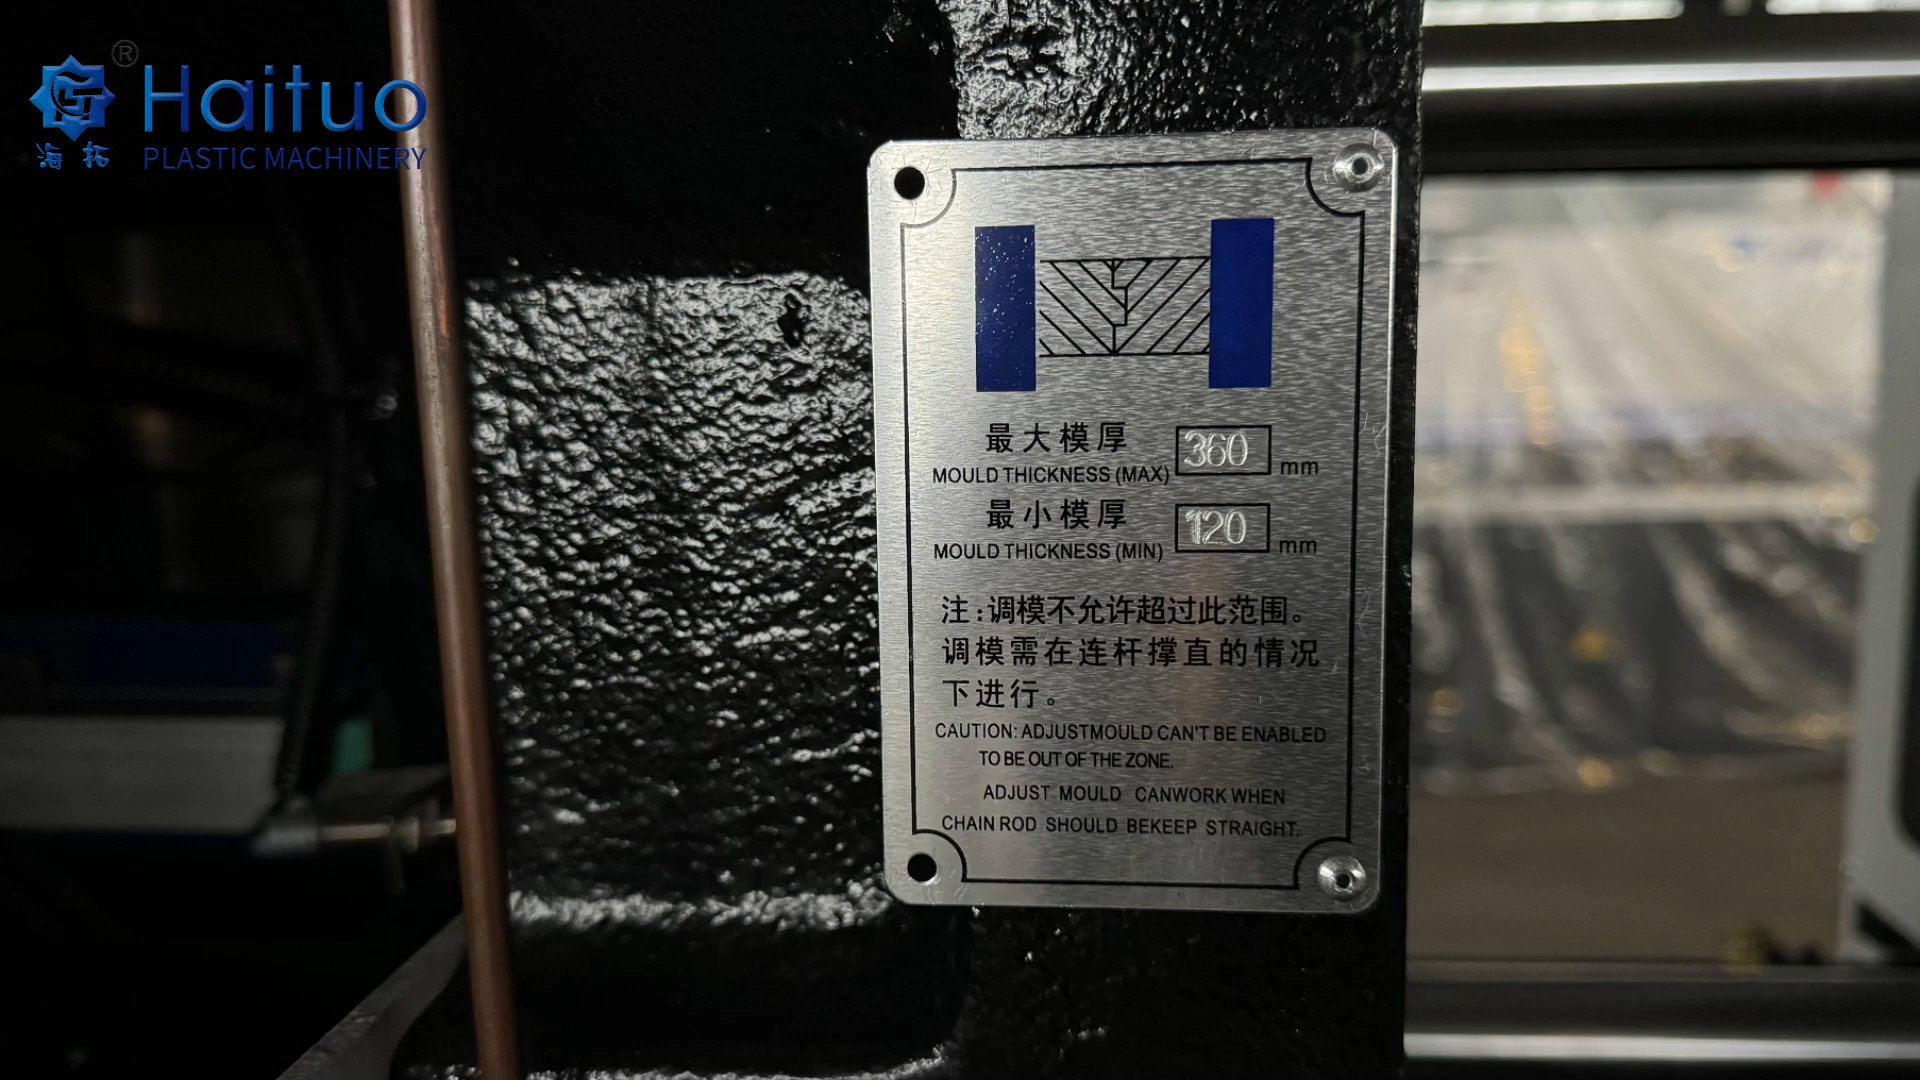 Haituo®
海拓 PLASTIC MACHINERY
最大模厚 360 mm
MOULD THICKNESS (MAX)
最小模厚 120 mm
MOULD THICKNESS (MIN)
注:调模不允许超过此范围。
调模需在连杆撑直的情况
下进行。
CAUTION: ADJUSTMOULD CAN'T BE ENABLED
TO BE OUT OF THE ZONE.
ADJUST MOULD CANWORK WHEN
CHAIN ROD SHOULD BEKEEP STRAIGHT.